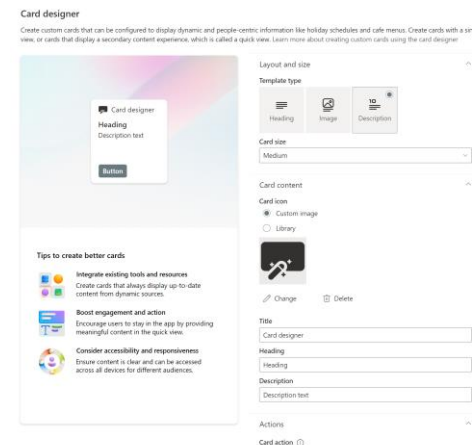 Card designer
Create custom cards that can be configured to display dynamic and people-centric information like holiday schedules and cafe menus. Create cards with a
view, or cards that display a secondary content experience, which is called a quick view. Learn more about creating custom cards using the card designer
Card designer
Heading
Description text
Button
Tips to create better cards
Integrate existing tools and resources
Create cards that always display up-to-date
content from dynamic sources.
Boost engagement and action
Encourage users to stay in the app by providing
meaningful content in the quick view.
Consider accessibility and responsiveness
Ensure content is clear and can be accessed
across all devices for different audiences.
Layout and size
Template type
Heading
Image
Description
Card size
Medium
Card content
Card icon
Custom image
Library
Change
Delete
Title
Card designer
Heading
Heading
Description
Description text
Actions
Card action